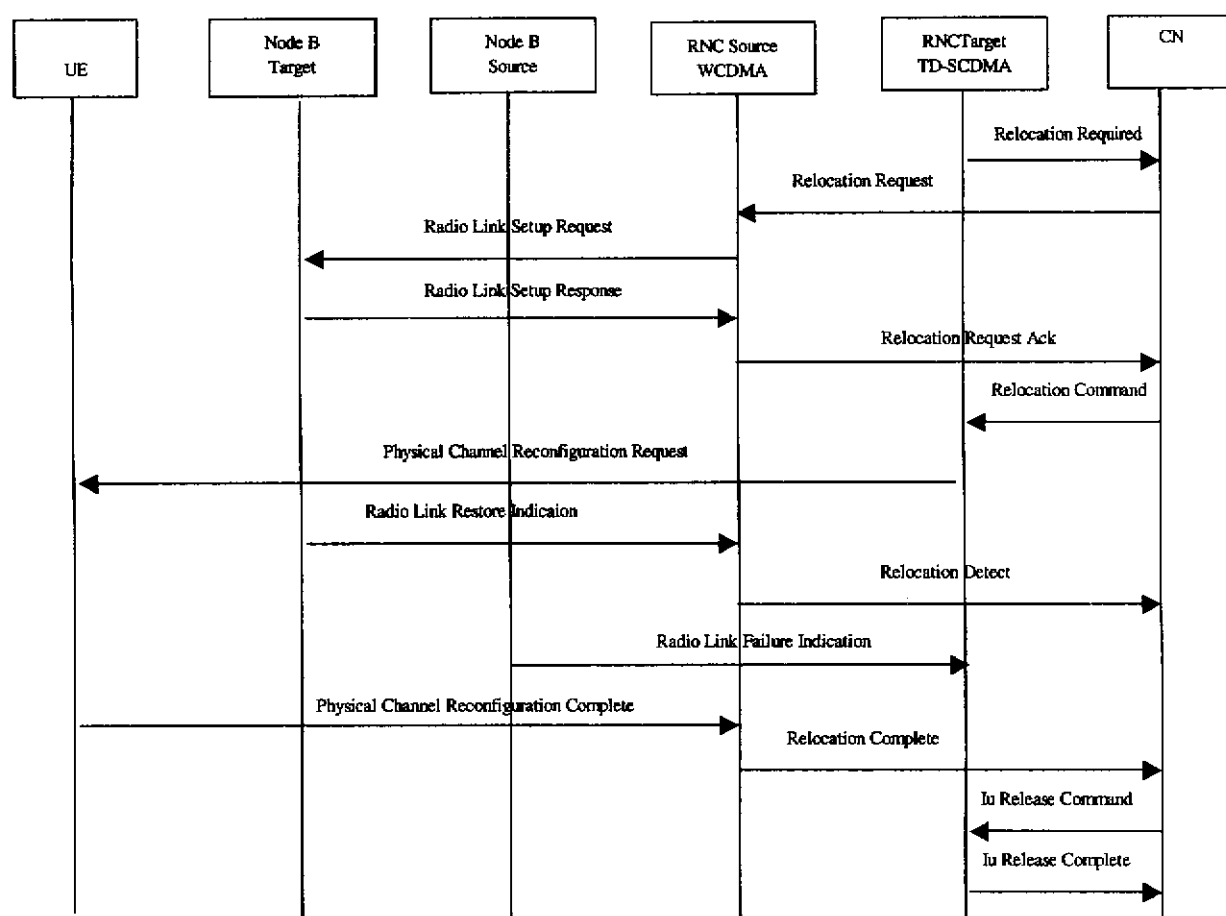 UE
Node B
Target
Node B
Source
RNC Source
WCDMA
RNCTarget
TD-SCDMA
CN
Relocation Required
Relocation Request
Radio Link Setup Request
Radio Link Setup Response
Relocation Request Ack
Relocation Command
Physical Channel Reconfiguration Request
Radio Link Restore Indicaion
Relocation Detect
Radio Link Failure Indication
Physical Channel Reconfiguration Complete
Relocation Complete
Iu Release Command
Iu Release Complete